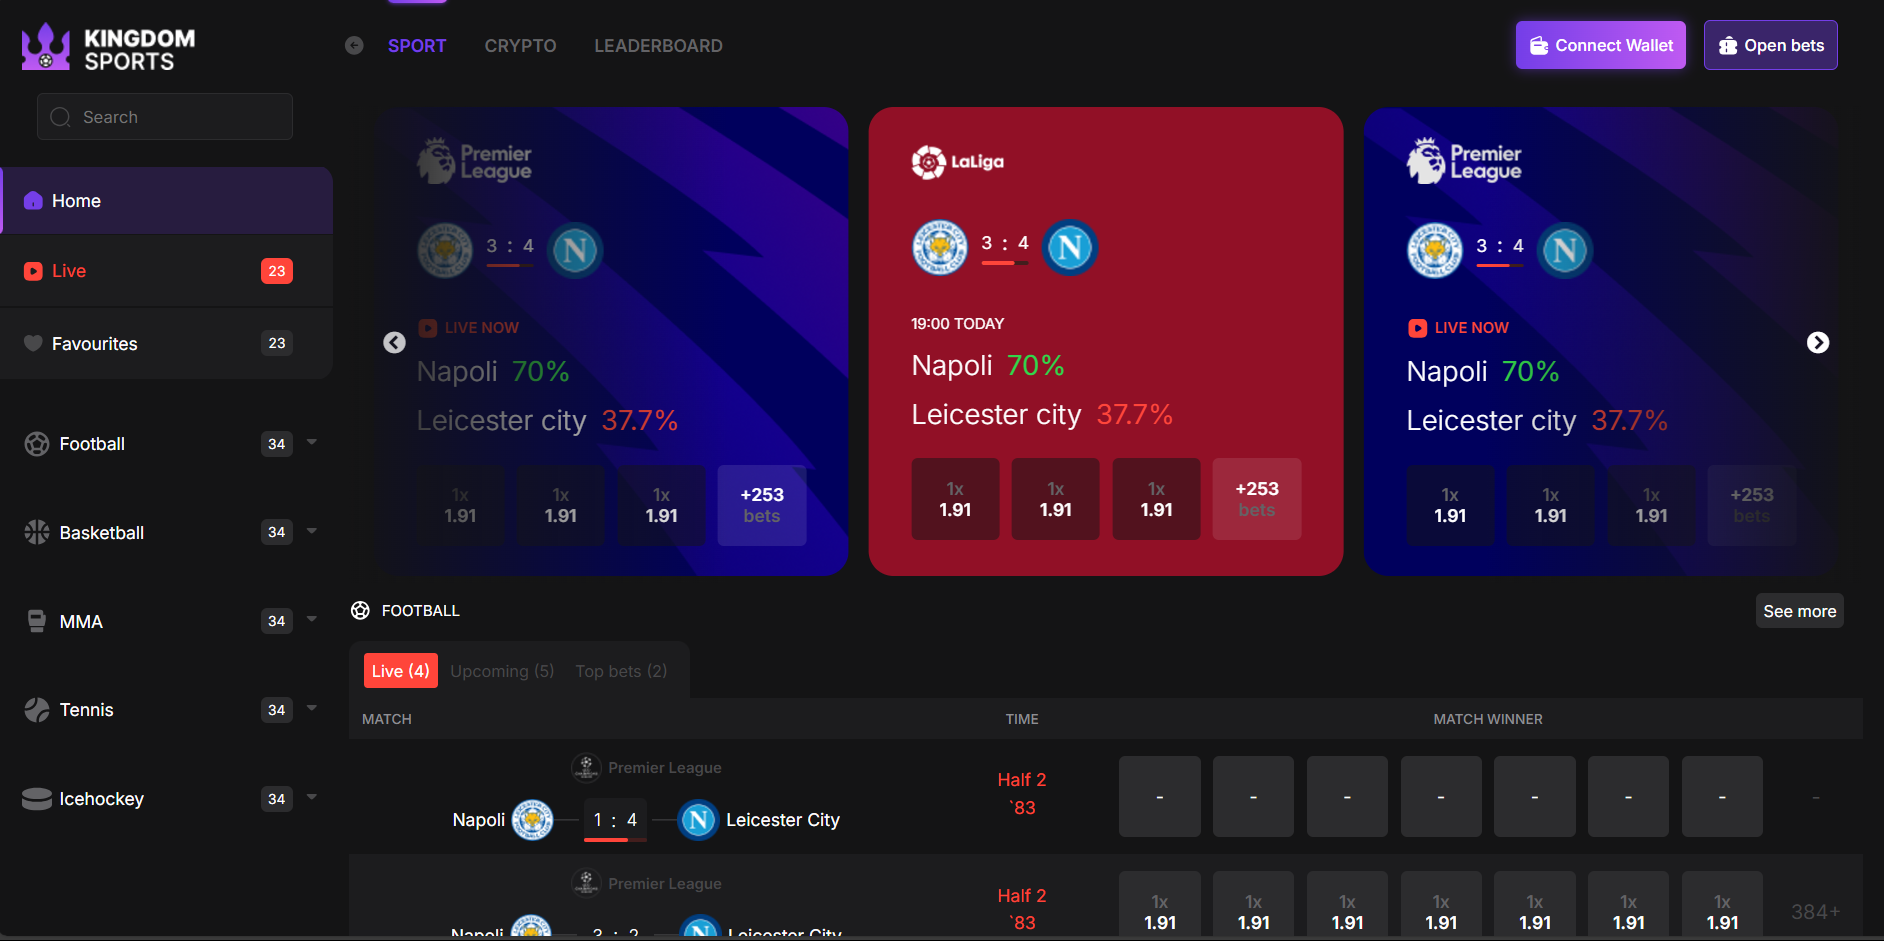 KINGDOM
SPORTS
SPORT
CRYPTO
LEADERBOARD
Connect Wallet
Open bets
Search
Home
Live
23
Favourites
23
Football
34
Basketball
34
MMA
34
Tennis
34
Icehockey
34
Premier
League
3 : 4
LIVE NOW
Napoli 70%
Leicester city 37.7%
1x
1.91
1x
1.91
1x
1.91
+253
bets
LaLiga
3 : 4
19:00 TODAY
Napoli 70%
Leicester city 37.7%
1x
1.91
1x
1.91
1x
1.91
+253
bets
Premier
League
3 : 4
LIVE NOW
Napoli 70%
Leicester city 37.7%
1x
1.91
1x
1.91
1x
1.91
+253
bets
FOOTBALL
See more
Live (4)
Upcoming (5)
Top bets (2)
MATCH
TIME
MATCH WINNER
Premier League
Napoli
1 : 4
Leicester City
Half 2
`83
- - - - - - - -
Premier League
Napoli
3 : 2
Leicester City
Half 2
`83
1x 1x 1x 1x 1x 1x 1x
1.91 1.91 1.91 1.91 1.91 1.91 1.91
384+